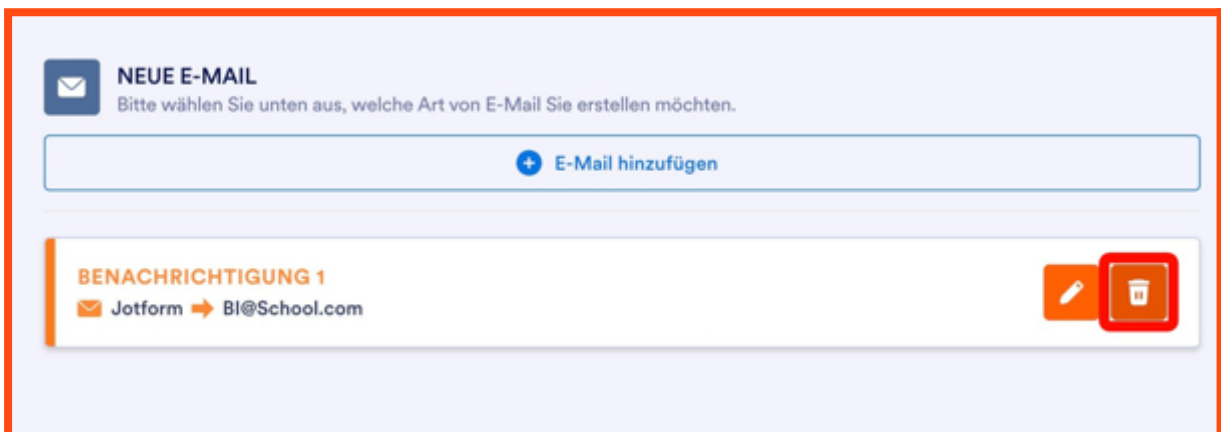 NEUE E-MAIL
Bitte wählen Sie unten aus, welche Art von E-Mail Sie erstellen möchten.
E-Mail hinzufügen
BENACHRICHTIGUNG 1
Jotform BI@School.com